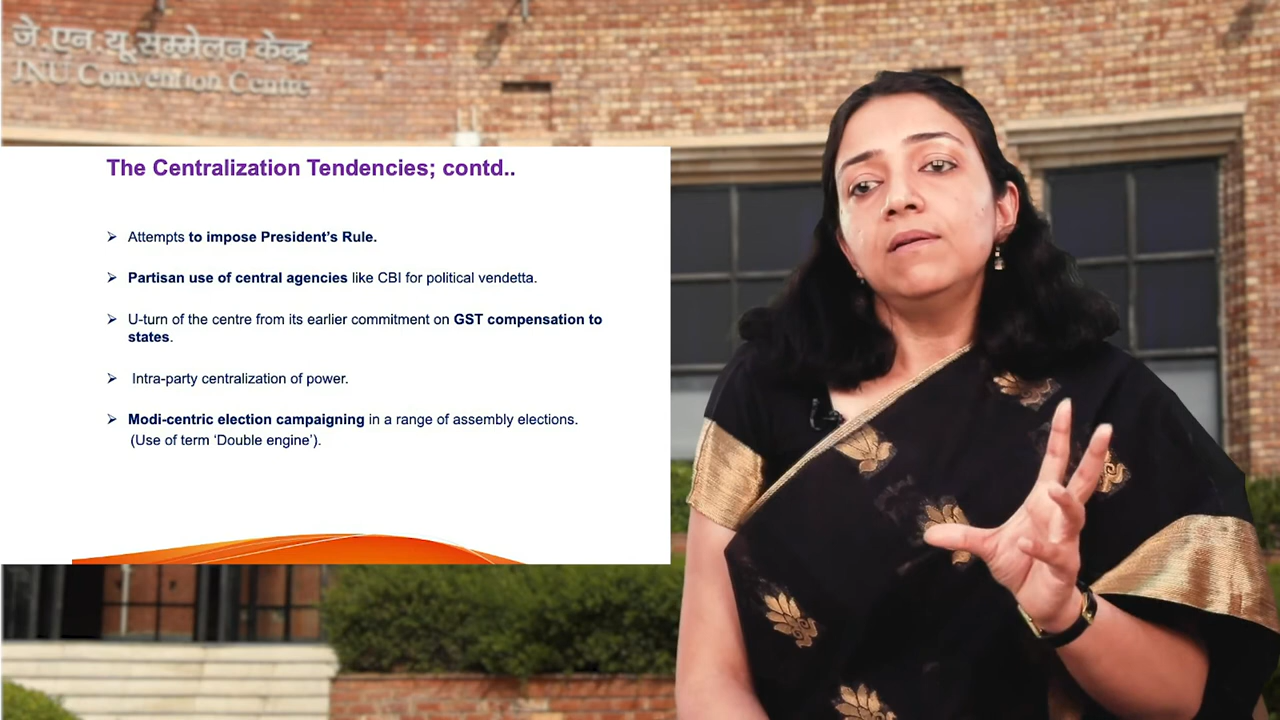 जे.एन.यू.सम्मेलन केन्द्र
JNU Convention Centre
The Centralization Tendencies; contd..
➢ Attempts to impose President's Rule.
➢ Partisan use of central agencies like CBI for political vendetta.
➢ U-turn of the centre from its earlier commitment on GST compensation to
states.
➢ Intra-party centralization of power.
➢ Modi-centric election campaigning in a range of assembly elections.
(Use of term ‘Double engine’).